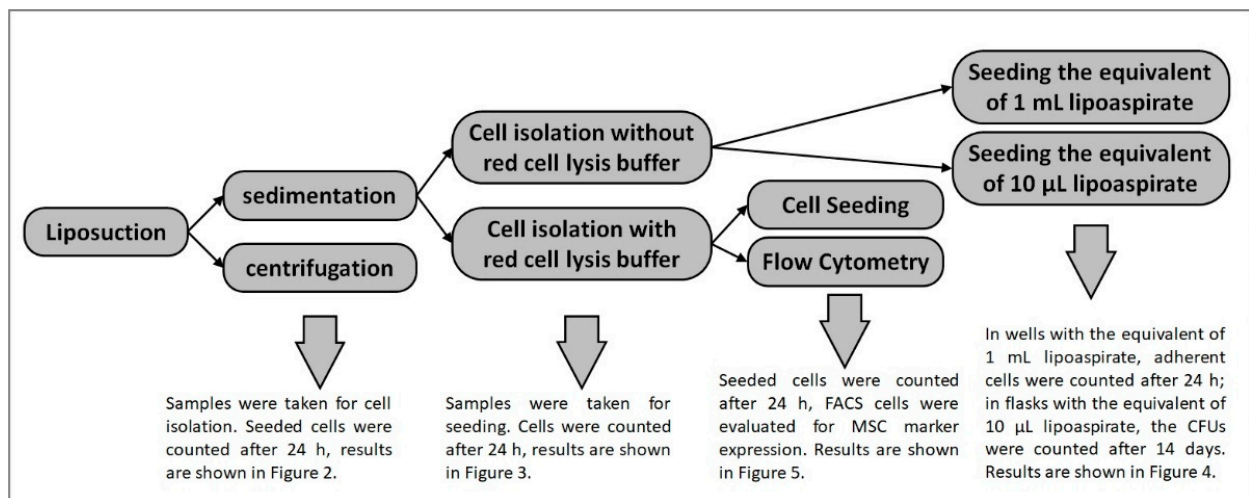 Liposuction
sedimentation
centrifugation
Cell isolation without
red cell lysis buffer
Cell isolation with
red cell lysis buffer
Cell Seeding
Flow Cytometry
Seeding the equivalent
of 1 mL lipoaspirate
Seeding the equivalent
of 10 µL lipoaspirate
Samples were taken for cell
isolation. Seeded cells were
counted after 24 h, results
are shown in Figure 2.
Samples were taken for
seeding. Cells were counted
after 24 h, results are shown
in Figure 3.
Seeded cells were counted
after 24 h, FACS cells were
evaluated for MSC marker
expression. Results are shown
in Figure 5.
In wells with the equivalent of
1 mL lipoaspirate, adherent
cells were counted after 24 h;
in flasks with the equivalent of
10 µL lipoaspirate, the CFUs
were counted after 14 days.
Results are shown in Figure 4.